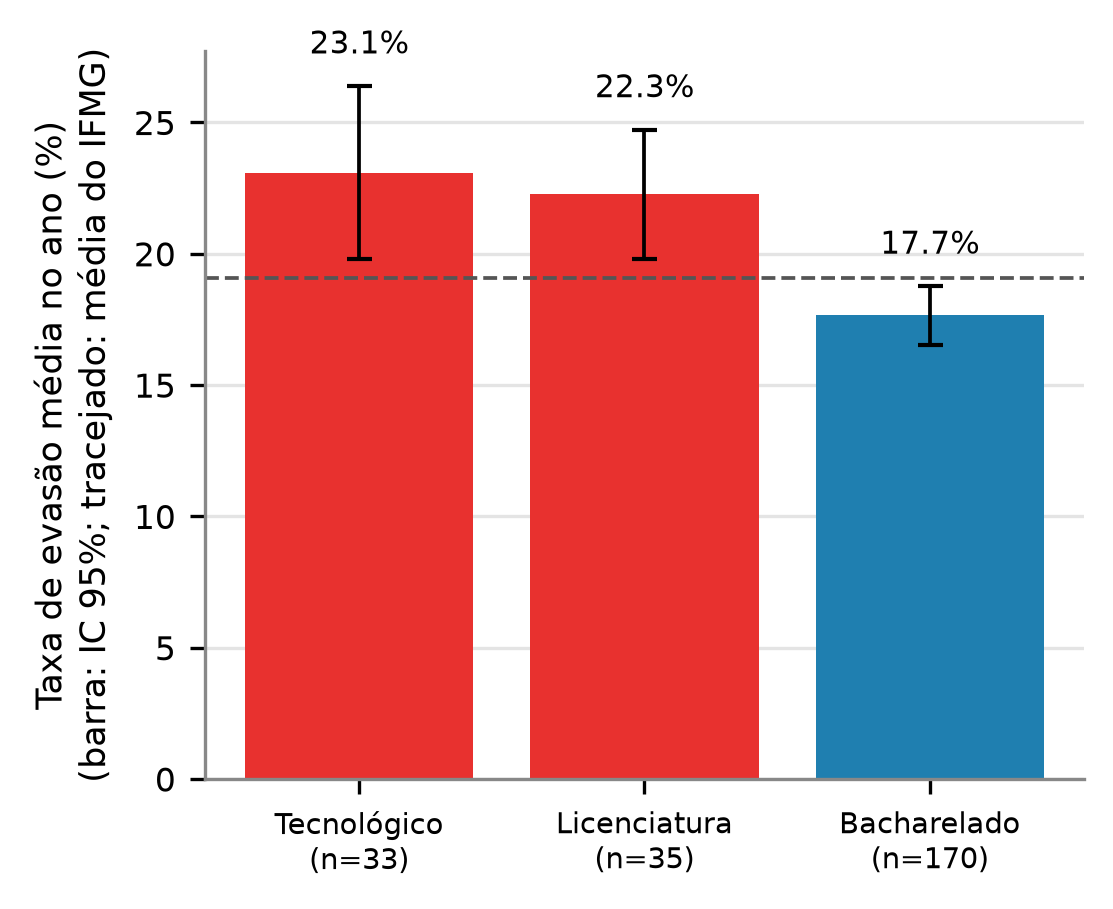 Taxa de evasão média no ano (%)
(barra: IC 95%; tracejado: média do IFMG)
25
20
15
10
5
0
23.1%
22.3%
17.7%
Tecnológico
(n=33)
Licenciatura
(n=35)
Bacharelado
(n=170)